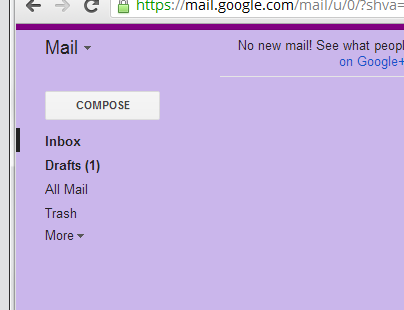 https://mail.google.com/mail/u/0/?shva=
Mail
No new mail! See what peopl
on Google+
COMPOSE
Inbox
Drafts (1)
All Mail
Trash
More